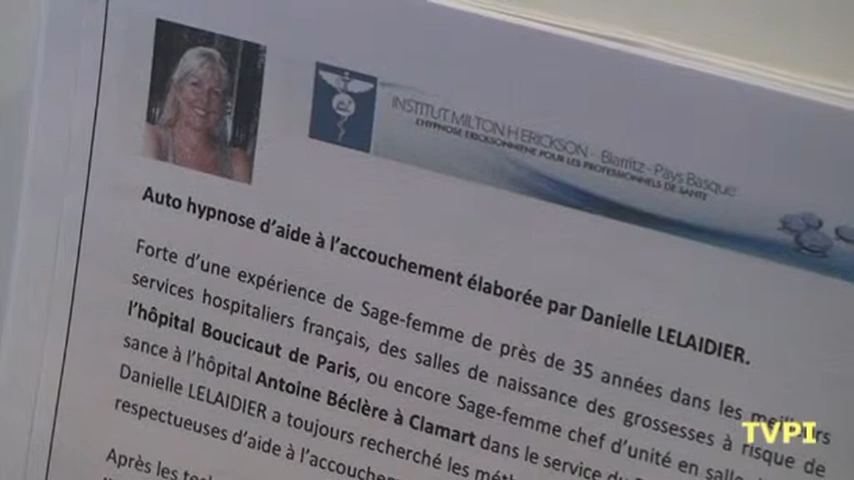 INSTITUT MILTON H ERICKSON - Biarritz - Pays Basque
L'HYPNOSE ERICKSONIENNE POUR LES PROFESSIONNELS DE SANTE
Auto hypnose d'aide à l'accouchement élaborée par Danielle LELAIDIER.
Forte d'une expérience de Sage-femme de près de 35 années dans les meilleurs
services hospitaliers français, des salles de naissance des grossesses à risque de
l'hôpital Boucicaut de Paris, ou encore Sage-femme chef d'unité en salle
sance à l'hôpital Antoine Béclère à Clamart dans le service du
Danielle LELAIDIER a toujours recherché les
respectueuses d'aide à
Après les
TVPI